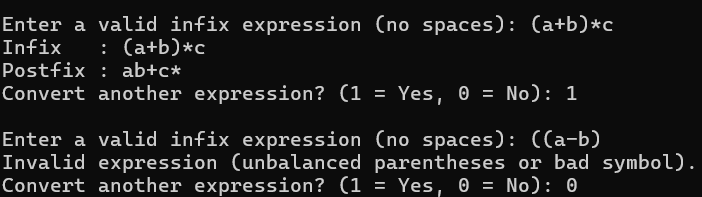 Enter a valid infix expression (no spaces): (a+b)*c
Infix   : (a+b)*c
Postfix : ab+c*
Convert another expression? (1 = Yes, 0 = No): 1

Enter a valid infix expression (no spaces): ((a-b)
Invalid expression (unbalanced parentheses or bad symbol).
Convert another expression? (1 = Yes, 0 = No): 0